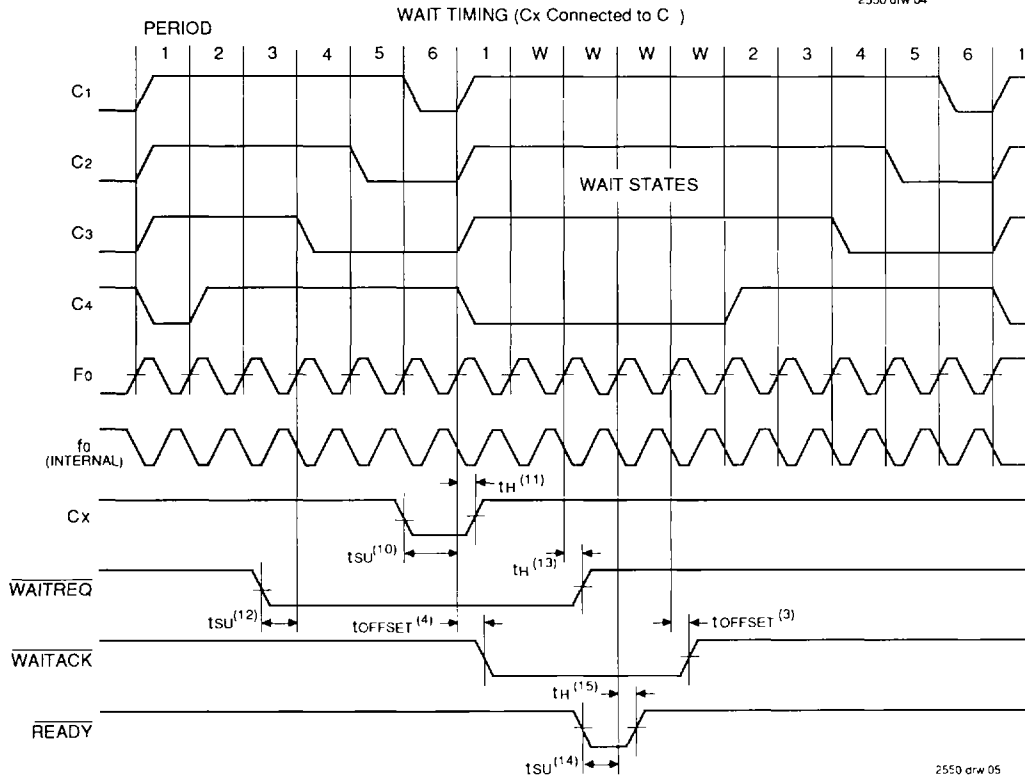 2550 drw 04
WAIT TIMING (Cx Connected to C )
PERIOD
1 2 3 4 5 6 1 W W W W 2 3 4 5 6 1
C1
C2
WAIT STATES
C3
C4
F0
f0
(INTERNAL)
tH (11)
Cx
tSU (10)
tH (13)
WAITREQ
tSU (12)
tOFFSET (4)
tOFFSET (3)
WAITACK
tH (15)
READY
tSU (14)
2550 drw 05